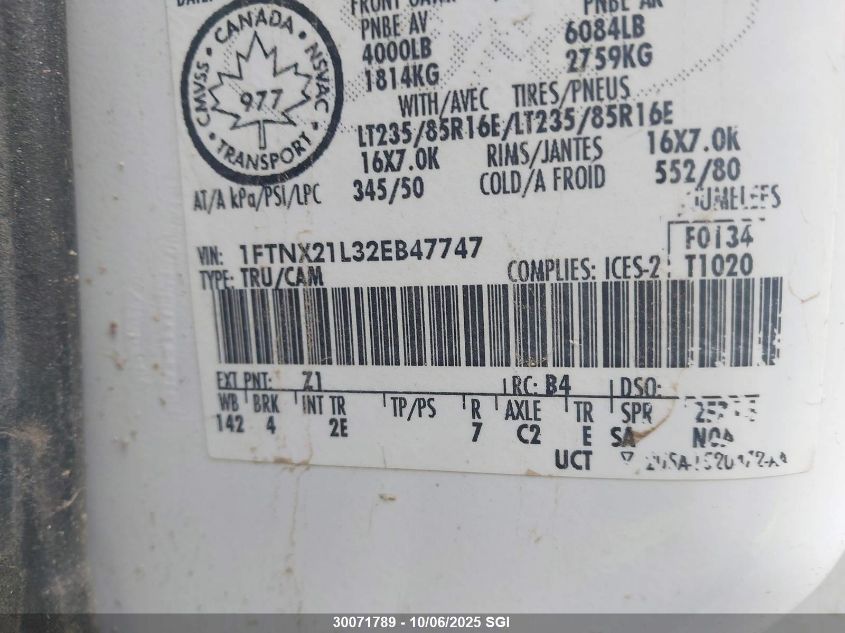 FRONT GAWR
PNBE AV
4000LB
1814KG
PNBE AR
6084LB
2759KG
CANADA
CMVSS
NSVAC
977
TRANSPORT
WITH/AVEC TIRES/PNEUS
LT235/85R16E/LT235/85R16E
16X7.0K RIMS/JANTES 16X7.0K
AT/A kPa/PSI/LPC 345/50 COLD/A FROID 552/80
JUMELEES
VIN: 1FTNX21L32EB47747 F0134
TYPE: TRU/CAM COMPLIES: ICES-2 T1020
EXT PNT: Z1 RC: B4 DSO:
WB BRK INT TR TP/PS R AXLE TR SPR
142 4 2E 7 C2 E SA
UCT
30071789 - 10/06/2025 SGI